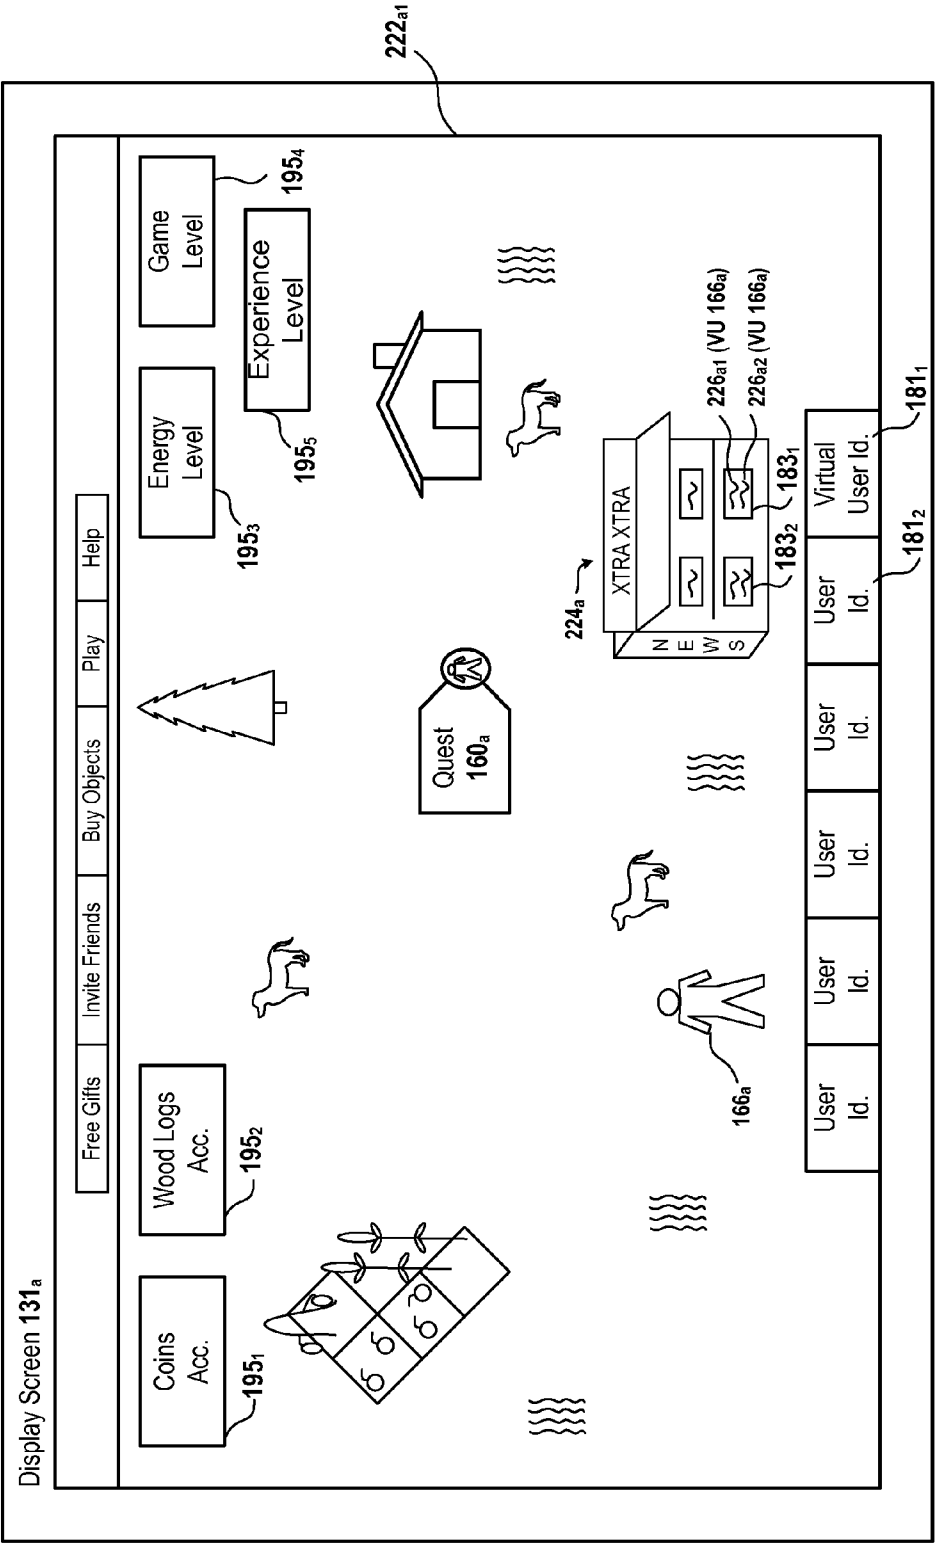 Display Screen 131a
222a1
Free Gifts
Invite Friends
Buy Objects
Play
Help
Coins
Acc.
1951
Wood Logs
Acc.
1952
Energy
Level
1953
Game
Level
1954
Experience
Level
1955
Quest
160a
224a
XTRA XTRA
N
E
W
S
226a1 (VU 166a)
226a2 (VU 166a)
1832
1831
166a
User
Id.
User
Id.
User
Id.
User
Id.
User
Id.
1812
Virtual
User Id.
1811